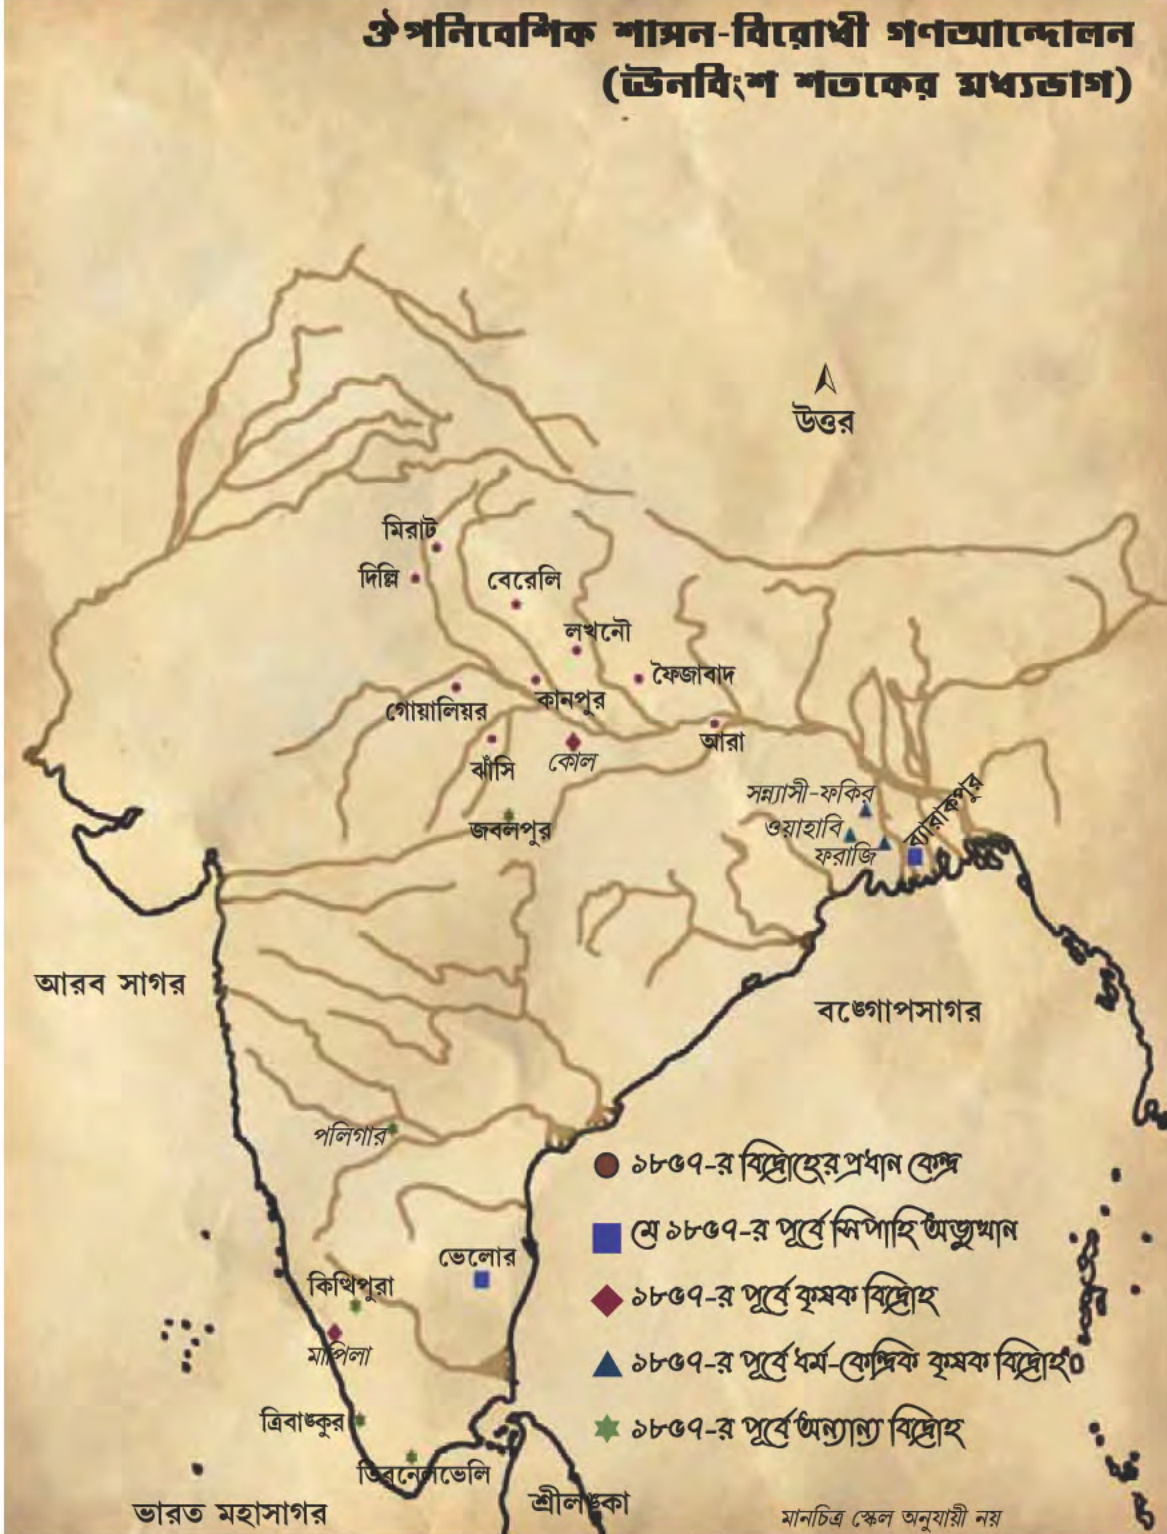 ঔপনিবেশিক শাসন-বিরোধী গণআন্দোলন
(ঊনবিংশ শতকের মধ্যভাগ)
উত্তর
মিরাট
দিল্লি
বেরেলি
লখনৌ
ফৈজাবাদ
কানপুর
গোয়ালিয়র
আরা
ঝাঁসি
কোল
জবলপুর
সন্ন্যাসী-ফকির
ওয়াহাবি
ফরাজি
ব্যারাকপুর
আরব সাগর
বঙ্গোপসাগর
পলিগার
১৮৫৭-র বিদ্রোহের প্রধান কেন্দ্র
মে ১৮৫৭-র পূর্বে সিপাহি অভ্যুত্থান
১৮৫৭-র পূর্বে কৃষক বিদ্রোহ
১৮৫৭-র পূর্বে ধর্ম-কেন্দ্রিক কৃষক বিদ্রোহ
১৮৫৭-র পূর্বে অন্যান্য বিদ্রোহ
ভেলোর
কিত্থিপুরা
মাপিলা
ত্রিবাঙ্কুর
তিরুনেলভেলি
ভারত মহাসাগর
শ্রীলঙ্কা
মানচিত্র স্কেল অনুযায়ী নয়